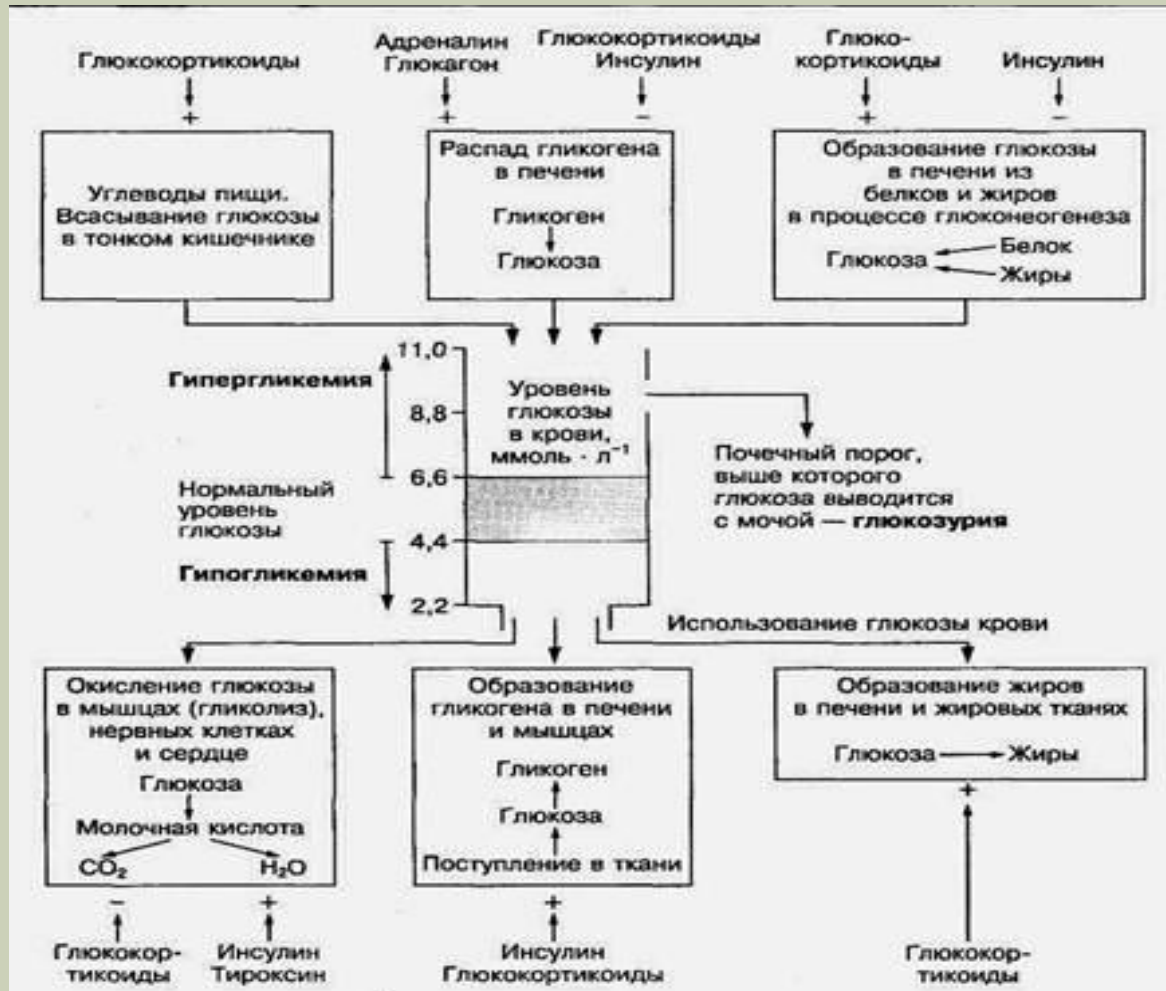 Глюкокортикоиды
+
Адреналин
Глюкагон
+
Глюкокортикоиды
Инсулин
–
Глюко-
кортикоиды
+
Инсулин
–
Углеводы пищи.
Всасывание глюкозы
в тонком кишечнике
Распад гликогена
в печени
Гликоген
Глюкоза
Образование глюкозы
в печени из
белков и жиров
в процессе глюконеогенеза
Глюкоза
Белок
Жиры
Гипергликемия
Нормальный
уровень
глюкозы
Гипогликемия
11,0
8,8
6,6
4,4
2,2
Уровень
глюкозы
в крови,
ммоль · л⁻¹
Почечный порог,
выше которого
глюкоза выводится
с мочой — глюкозурия
Использование глюкозы крови
Окисление глюкозы
в мышцах (гликолиз),
нервных клетках
и сердце
Глюкоза
Молочная кислота
CO₂ H₂O
–
Глюкокор-
тикоиды
+
Инсулин
Тироксин
Образование
гликогена в печени
и мышцах
Гликоген
Глюкоза
Поступление в ткани
+
Инсулин
Глюкокортикоиды
Образование жиров
в печени и жировых тканях
Глюкоза Жиры
+
Глюкокор-
тикоиды